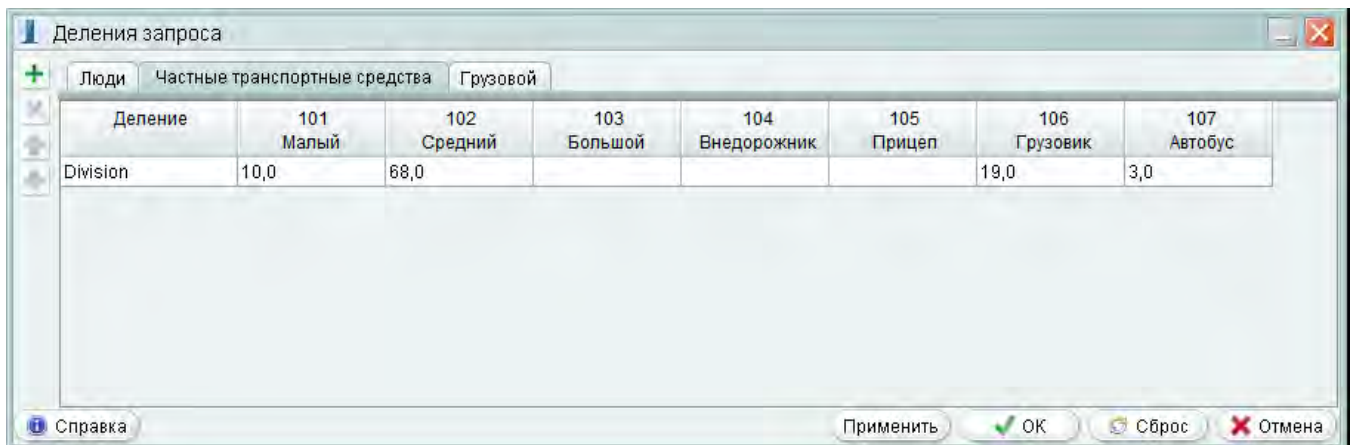 Деления запроса
Люди Частные транспортные средства Грузовой
Деление 101 102 103 104 105 106 107
Малый Средний Большой Внедорожник Прицеп Грузовик Автобус
Division 10,0 68,0 19,0 3,0
Справка Применить OK Сброс Отмена